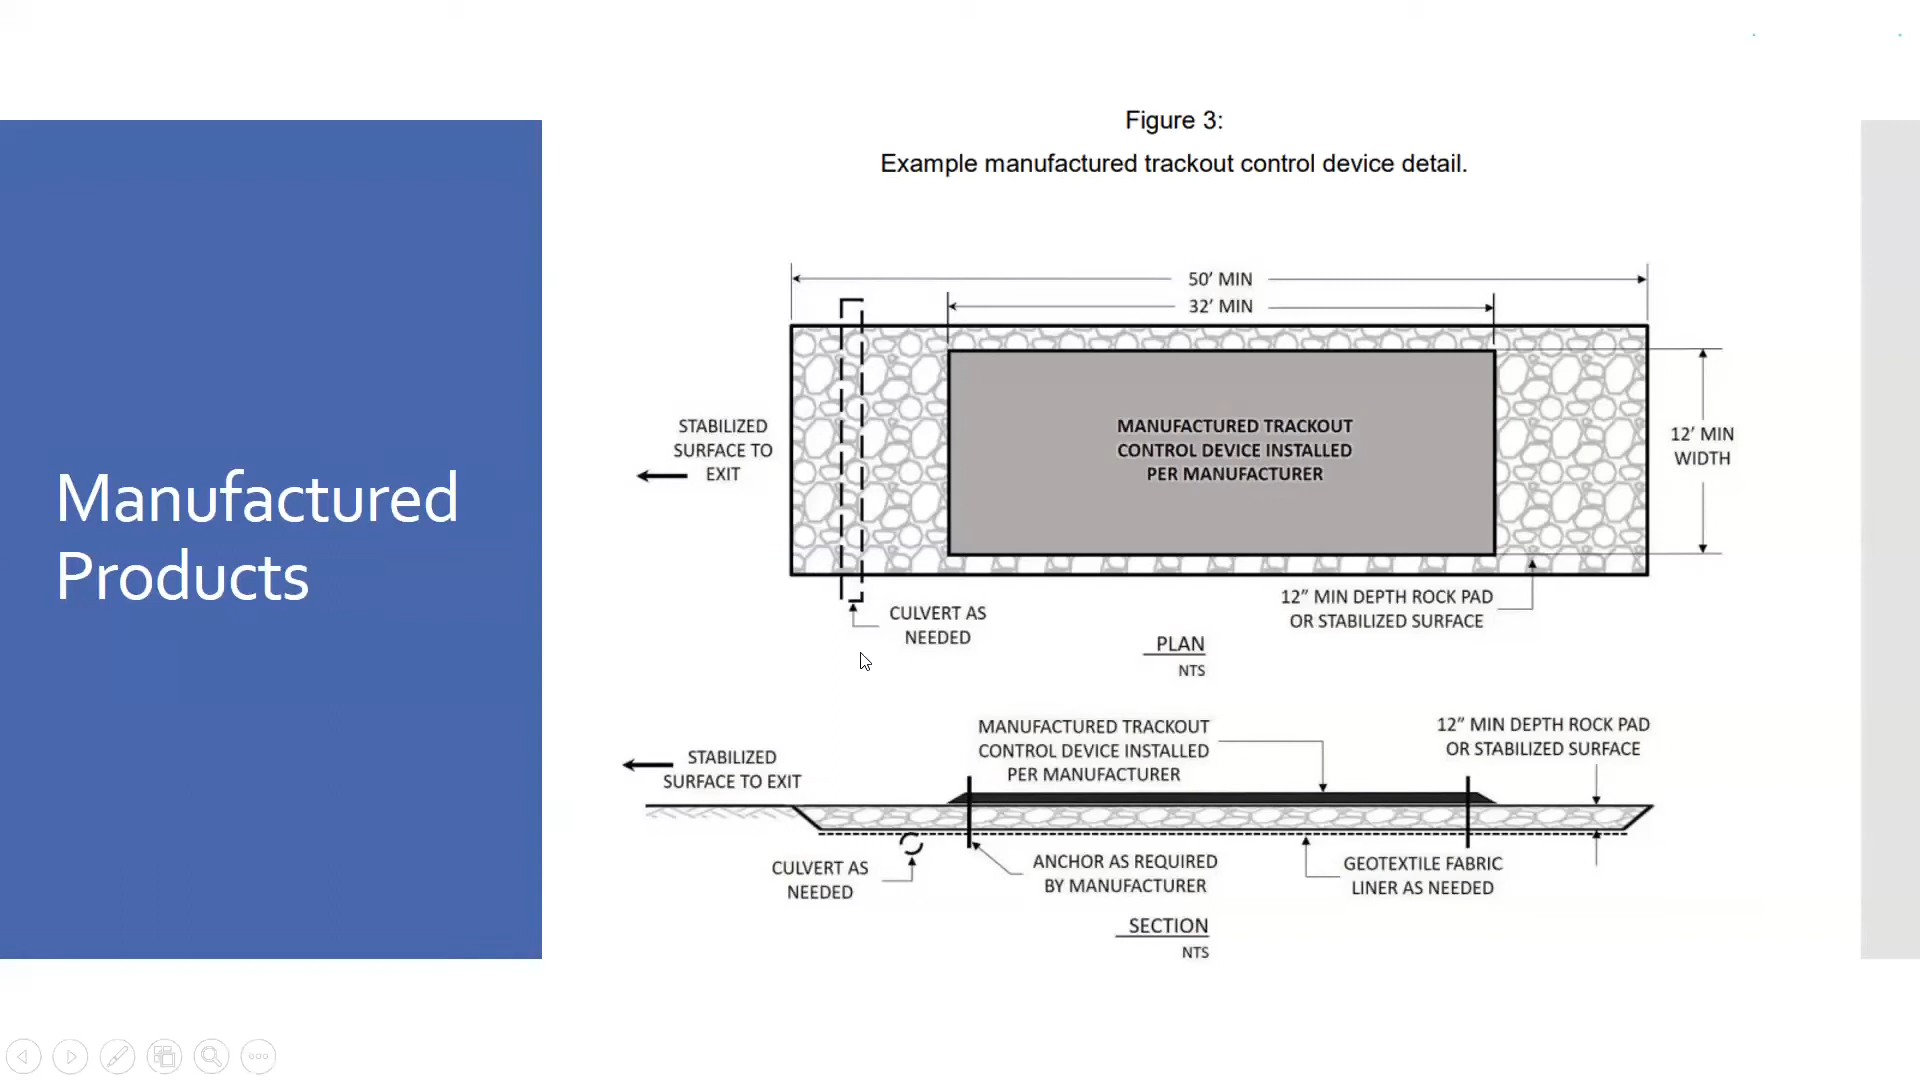 Manufactured
Products
Figure 3:
Example manufactured trackout control device detail.
50’ MIN
32’ MIN
STABILIZED
SURFACE TO
EXIT
MANUFACTURED TRACKOUT
CONTROL DEVICE INSTALLED
PER MANUFACTURER
12’ MIN
WIDTH
CULVERT AS
NEEDED
12” MIN DEPTH ROCK PAD
OR STABILIZED SURFACE
PLAN
NTS
STABILIZED
SURFACE TO EXIT
MANUFACTURED TRACKOUT
CONTROL DEVICE INSTALLED
PER MANUFACTURER
12” MIN DEPTH ROCK PAD
OR STABILIZED SURFACE
CULVERT AS
NEEDED
ANCHOR AS REQUIRED
BY MANUFACTURER
GEOTEXTILE FABRIC
LINER AS NEEDED
SECTION
NTS